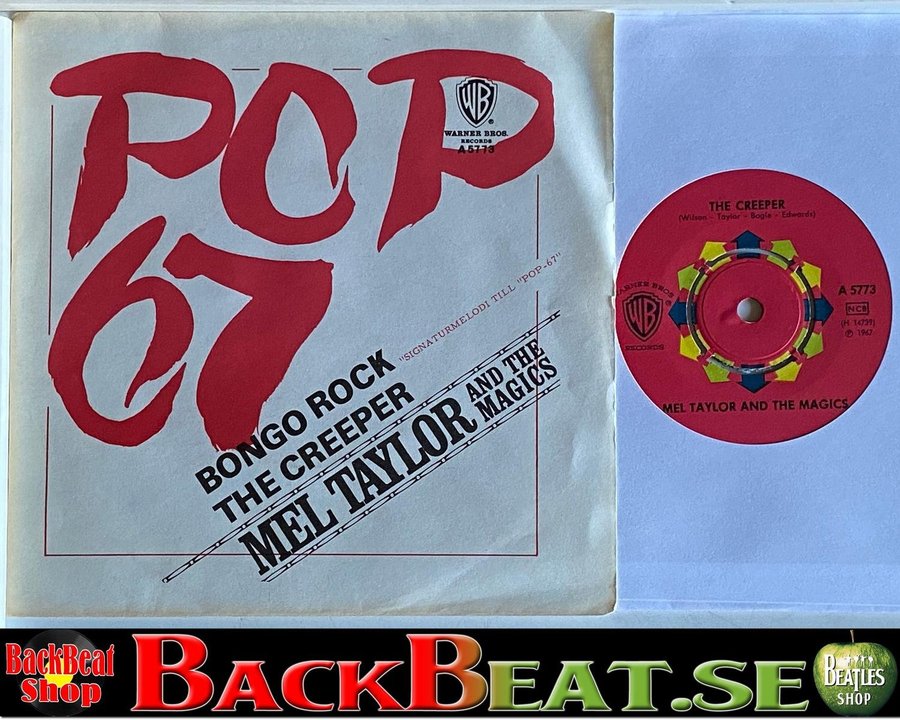 POP
67
WB
WARNER BROS.
RECORDS
A 5773
"SIGNATURMELODI TILL "POP-67"
BONGO ROCK
THE CREEPER
MEL TAYLOR
AND THE
MAGICS
THE CREEPER
(Wilson - Taylor - Bogle - Edwards)
WARNER BROS
WB
RECORDS
A 5773
NCB
(H 14739)
℗ 1967
MEL TAYLOR AND THE MAGICS
BackBeat
Shop
BACKBEAT.SE
BEATLES
SHOP